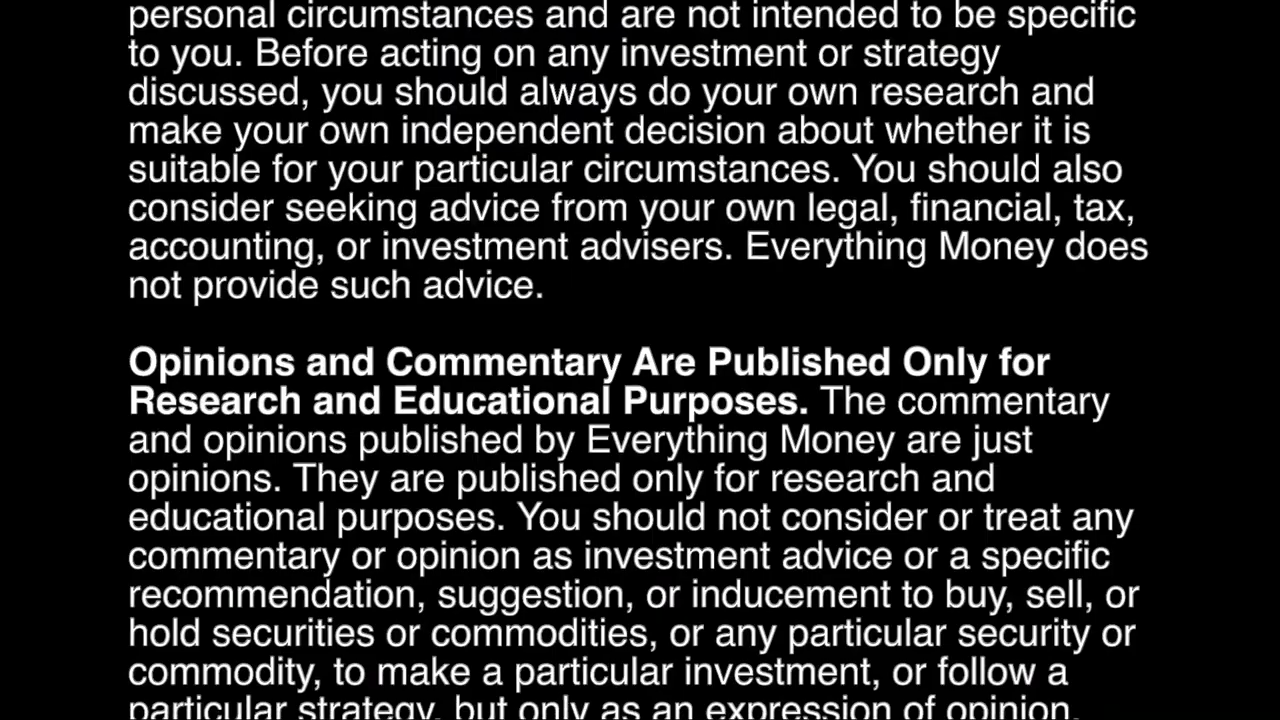 personal circumstances and are not intended to be specific
to you. Before acting on any investment or strategy
discussed, you should always do your own research and
make your own independent decision about whether it is
suitable for your particular circumstances. You should also
consider seeking advice from your own legal, financial, tax,
accounting, or investment advisers. Everything Money does
not provide such advice.
Opinions and Commentary Are Published Only for
Research and Educational Purposes. The commentary
and opinions published by Everything Money are just
opinions. They are published only for research and
educational purposes. You should not consider or treat any
commentary or opinion as investment advice or a specific
recommendation, suggestion, or inducement to buy, sell, or
hold securities or commodities, or any particular security or
commodity, to make a particular investment, or follow a
particular strategy, but only as an expression of opinion.